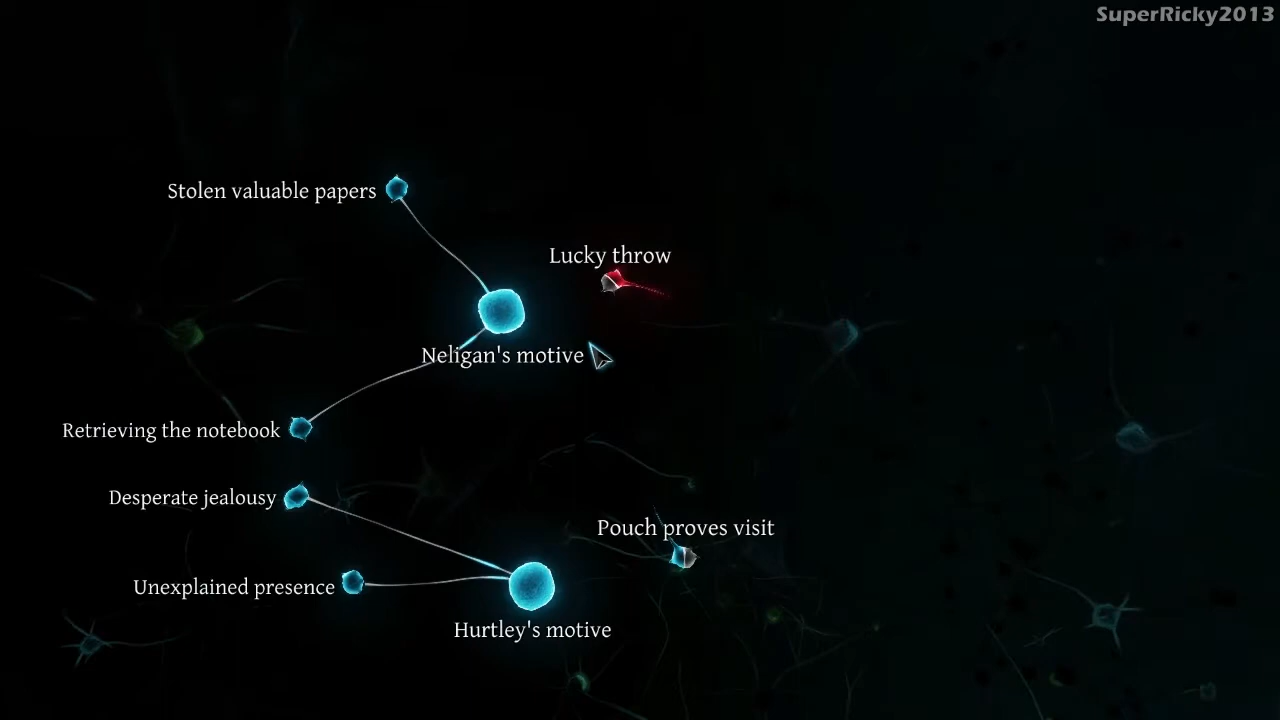 SuperRicky2013
Stolen valuable papers
Lucky throw
Neligan's motive
Retrieving the notebook
Desperate jealousy
Pouch proves visit
Unexplained presence
Hurtley's motive